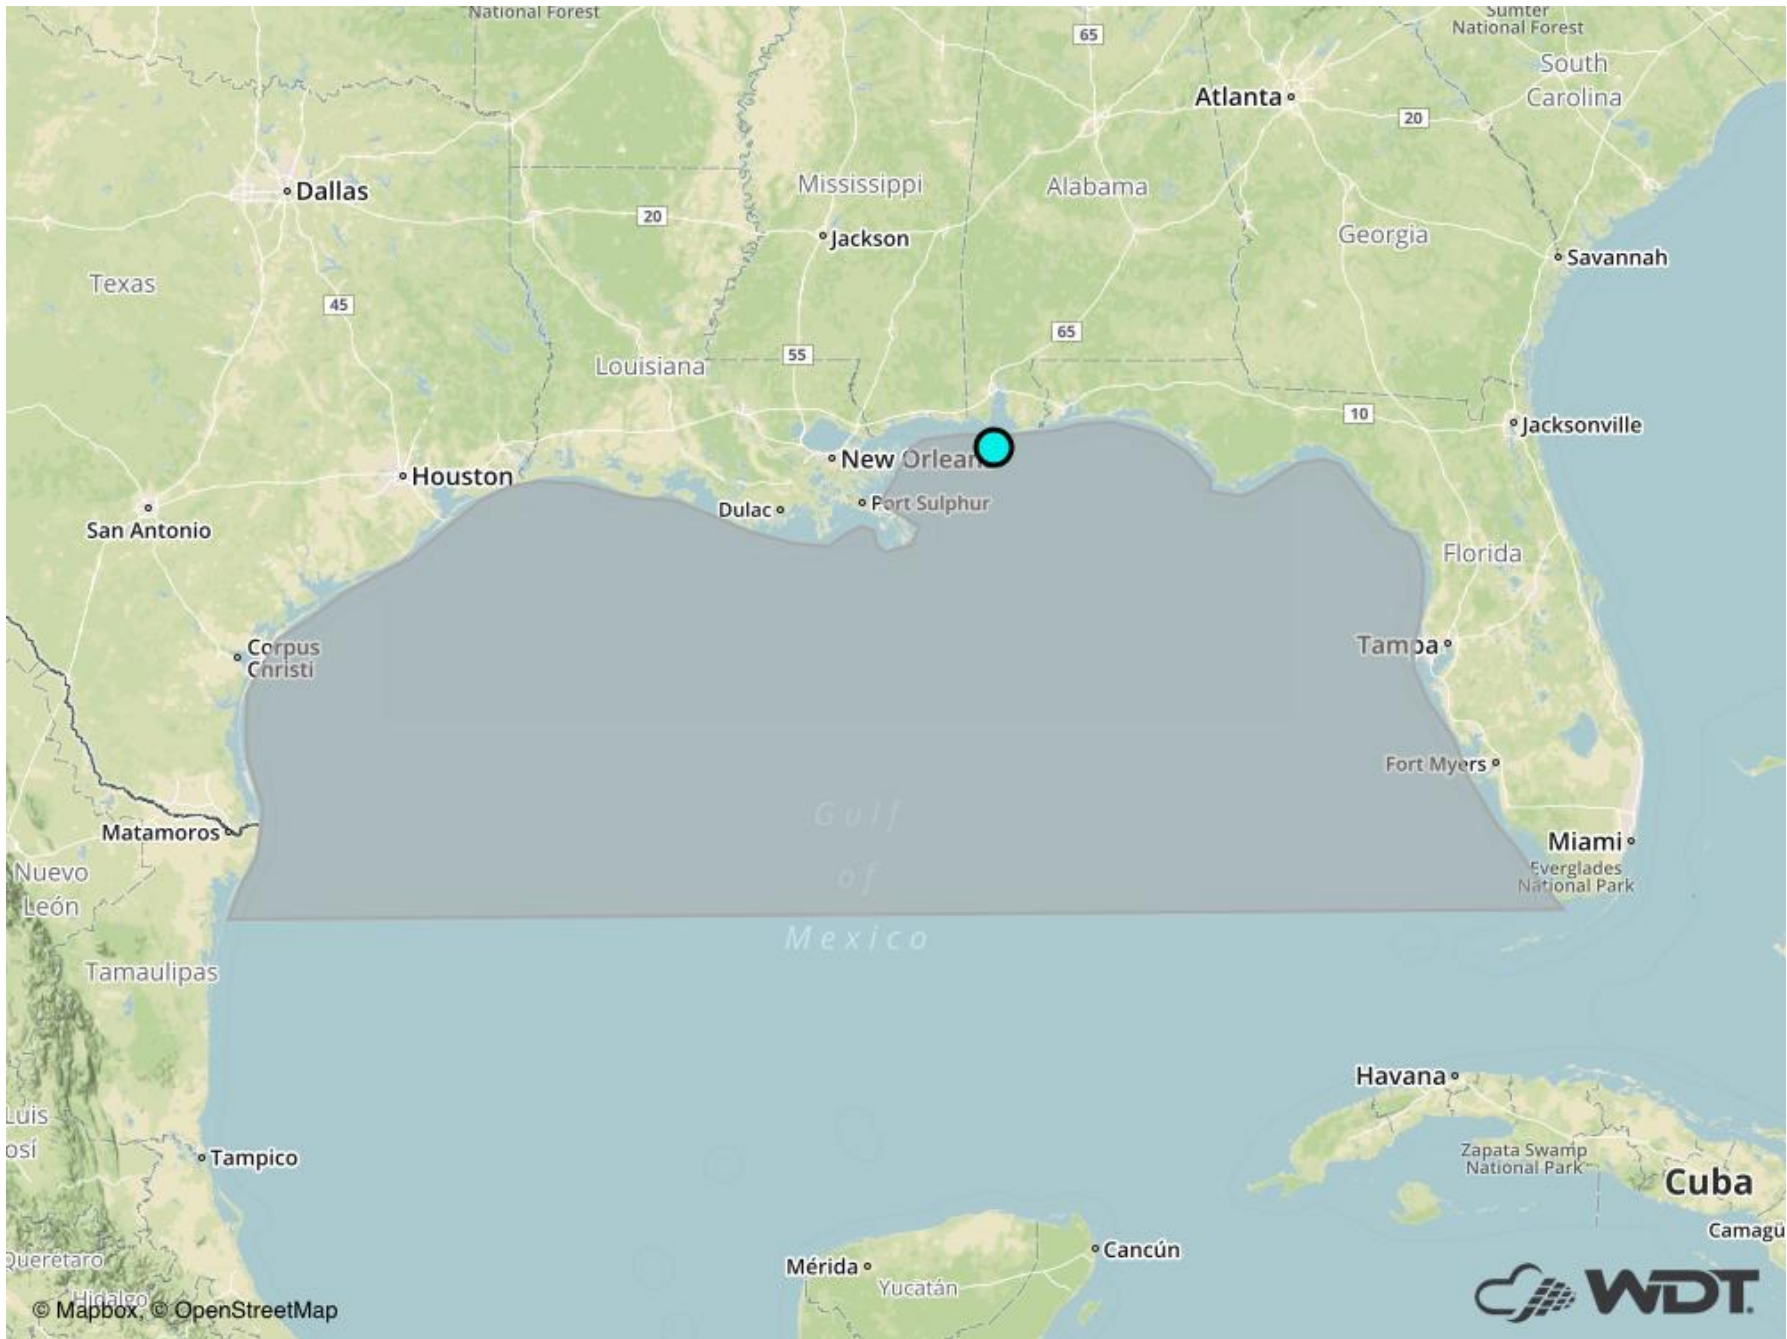 National Forest
Sumter
National Forest
65
South
Carolina
Atlanta
20
Dallas
Mississippi
Alabama
20
Jackson
Georgia
Savannah
Texas
45
65
Louisiana
55
10
Jacksonville
New Orlean
Houston
Dulac
Port Sulphur
San Antonio
Florida
Corpus
Christi
Tampa
Fort Myers
Gulf
of
Mexico
Matamoros
Miami
Everglades
National Park
Nuevo
León
Tamaulipas
Havana
Luis
osí
Tampico
Zapata Swamp
National Park
Cuba
Camagü
Cancún
Querétaro
Mérida
Yucatán
Hidalgo
© Mapbox, © OpenStreetMap
WDT